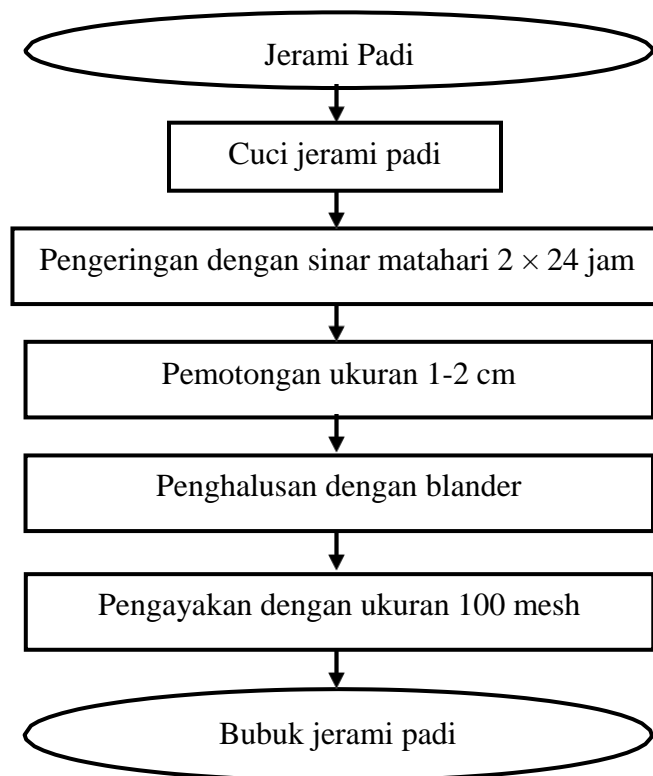 Jerami Padi
Cuci jerami padi
Pengeringan dengan sinar matahari 2 × 24 jam
Pemotongan ukuran 1-2 cm
Penghalusan dengan blander
Pengayakan dengan ukuran 100 mesh
Bubuk jerami padi